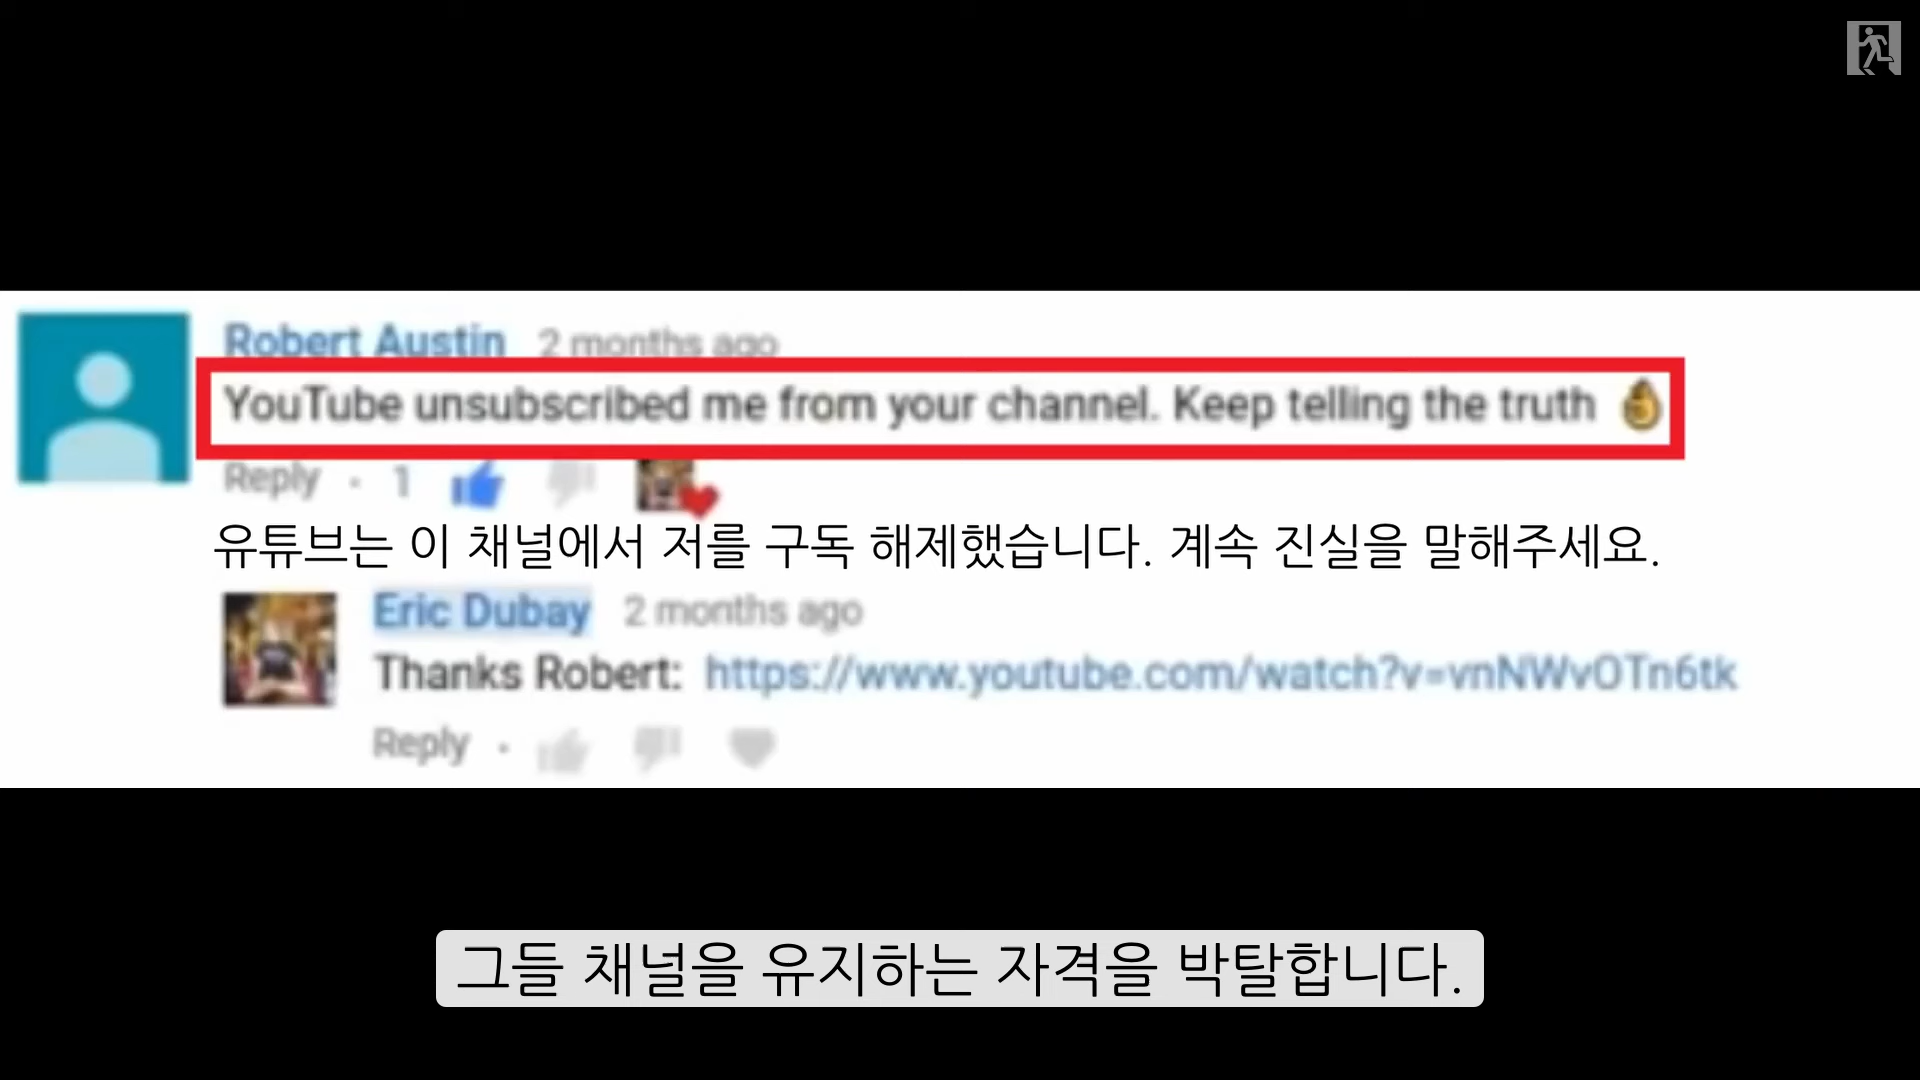 Robert Austin 2 months ago
YouTube unsubscribed me from your channel. Keep telling the truth 👌
Reply · 1
유튜브는 이 채널에서 저를 구독 해제했습니다. 계속 진실을 말해주세요.
Eric Dubay 2 months ago
Thanks Robert: https://www.youtube.com/watch?v=vnNWvOTn6tk
Reply ·
그들 채널을 유지하는 자격을 박탈합니다.